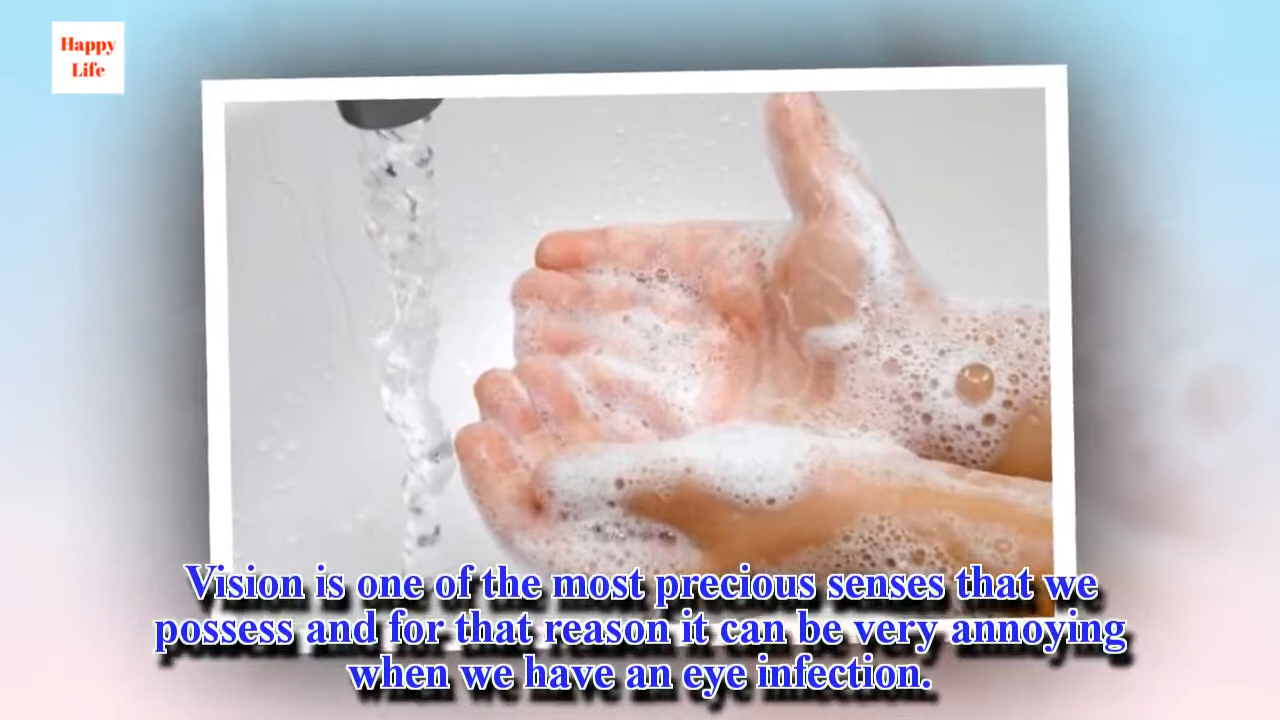 Happy
Life
Vision is one of the most precious senses that we
possess and for that reason it can be very annoying
when we have an eye infection.